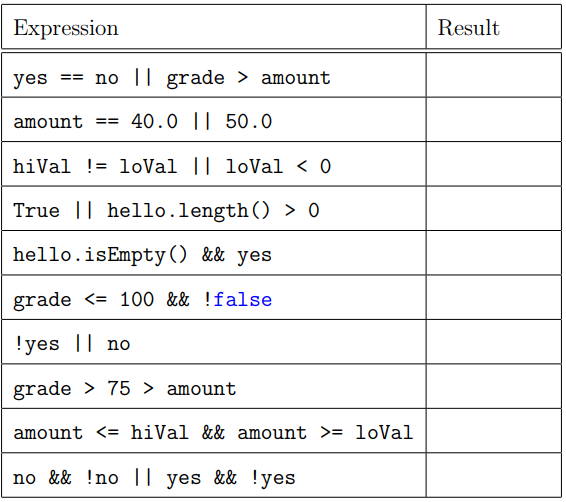 Expression Result
yes == no || grade > amount
amount == 40.0 || 50.0
hiVal != loVal || loVal < 0
True || hello.length() > 0
hello.isEmpty() && yes
grade <= 100 && !false
!yes || no
grade > 75 > amount
amount <= hiVal && amount >= loVal
no && !no || yes && !yes